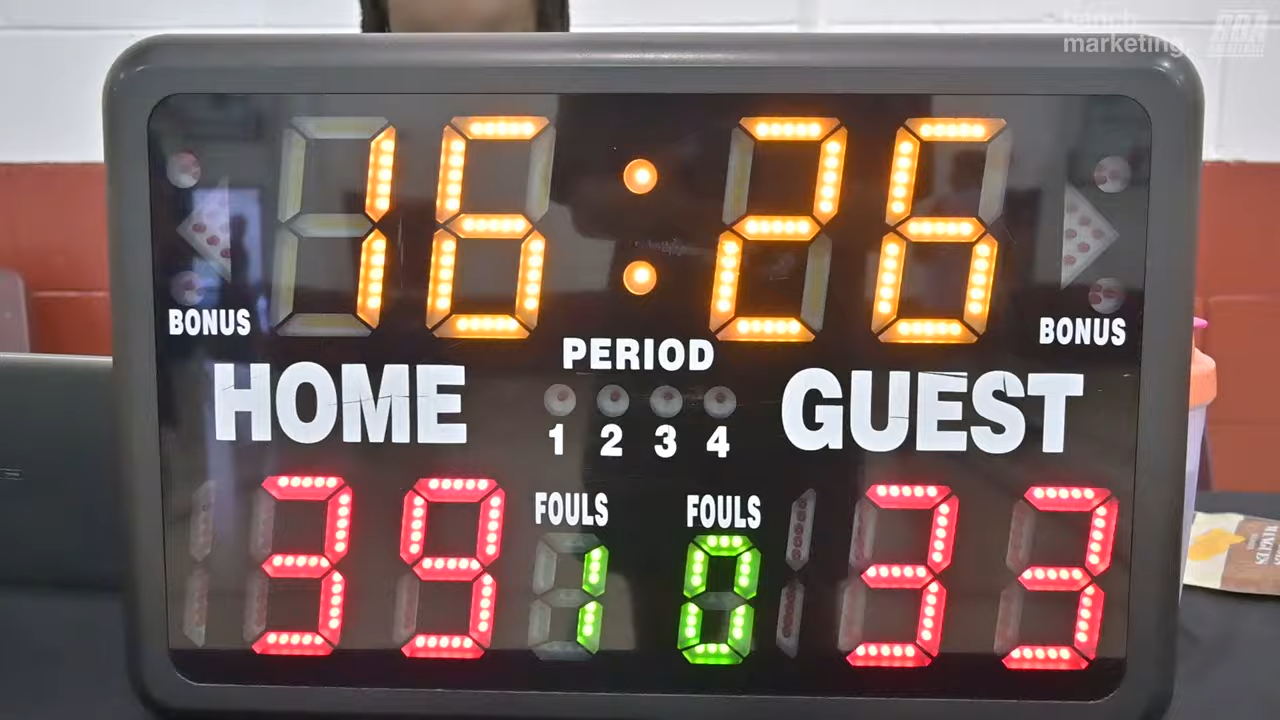 marketing.
16:26
BONUS
BONUS
PERIOD
HOME
GUEST
1 2 3 4
FOULS
FOULS
39
1
0
33